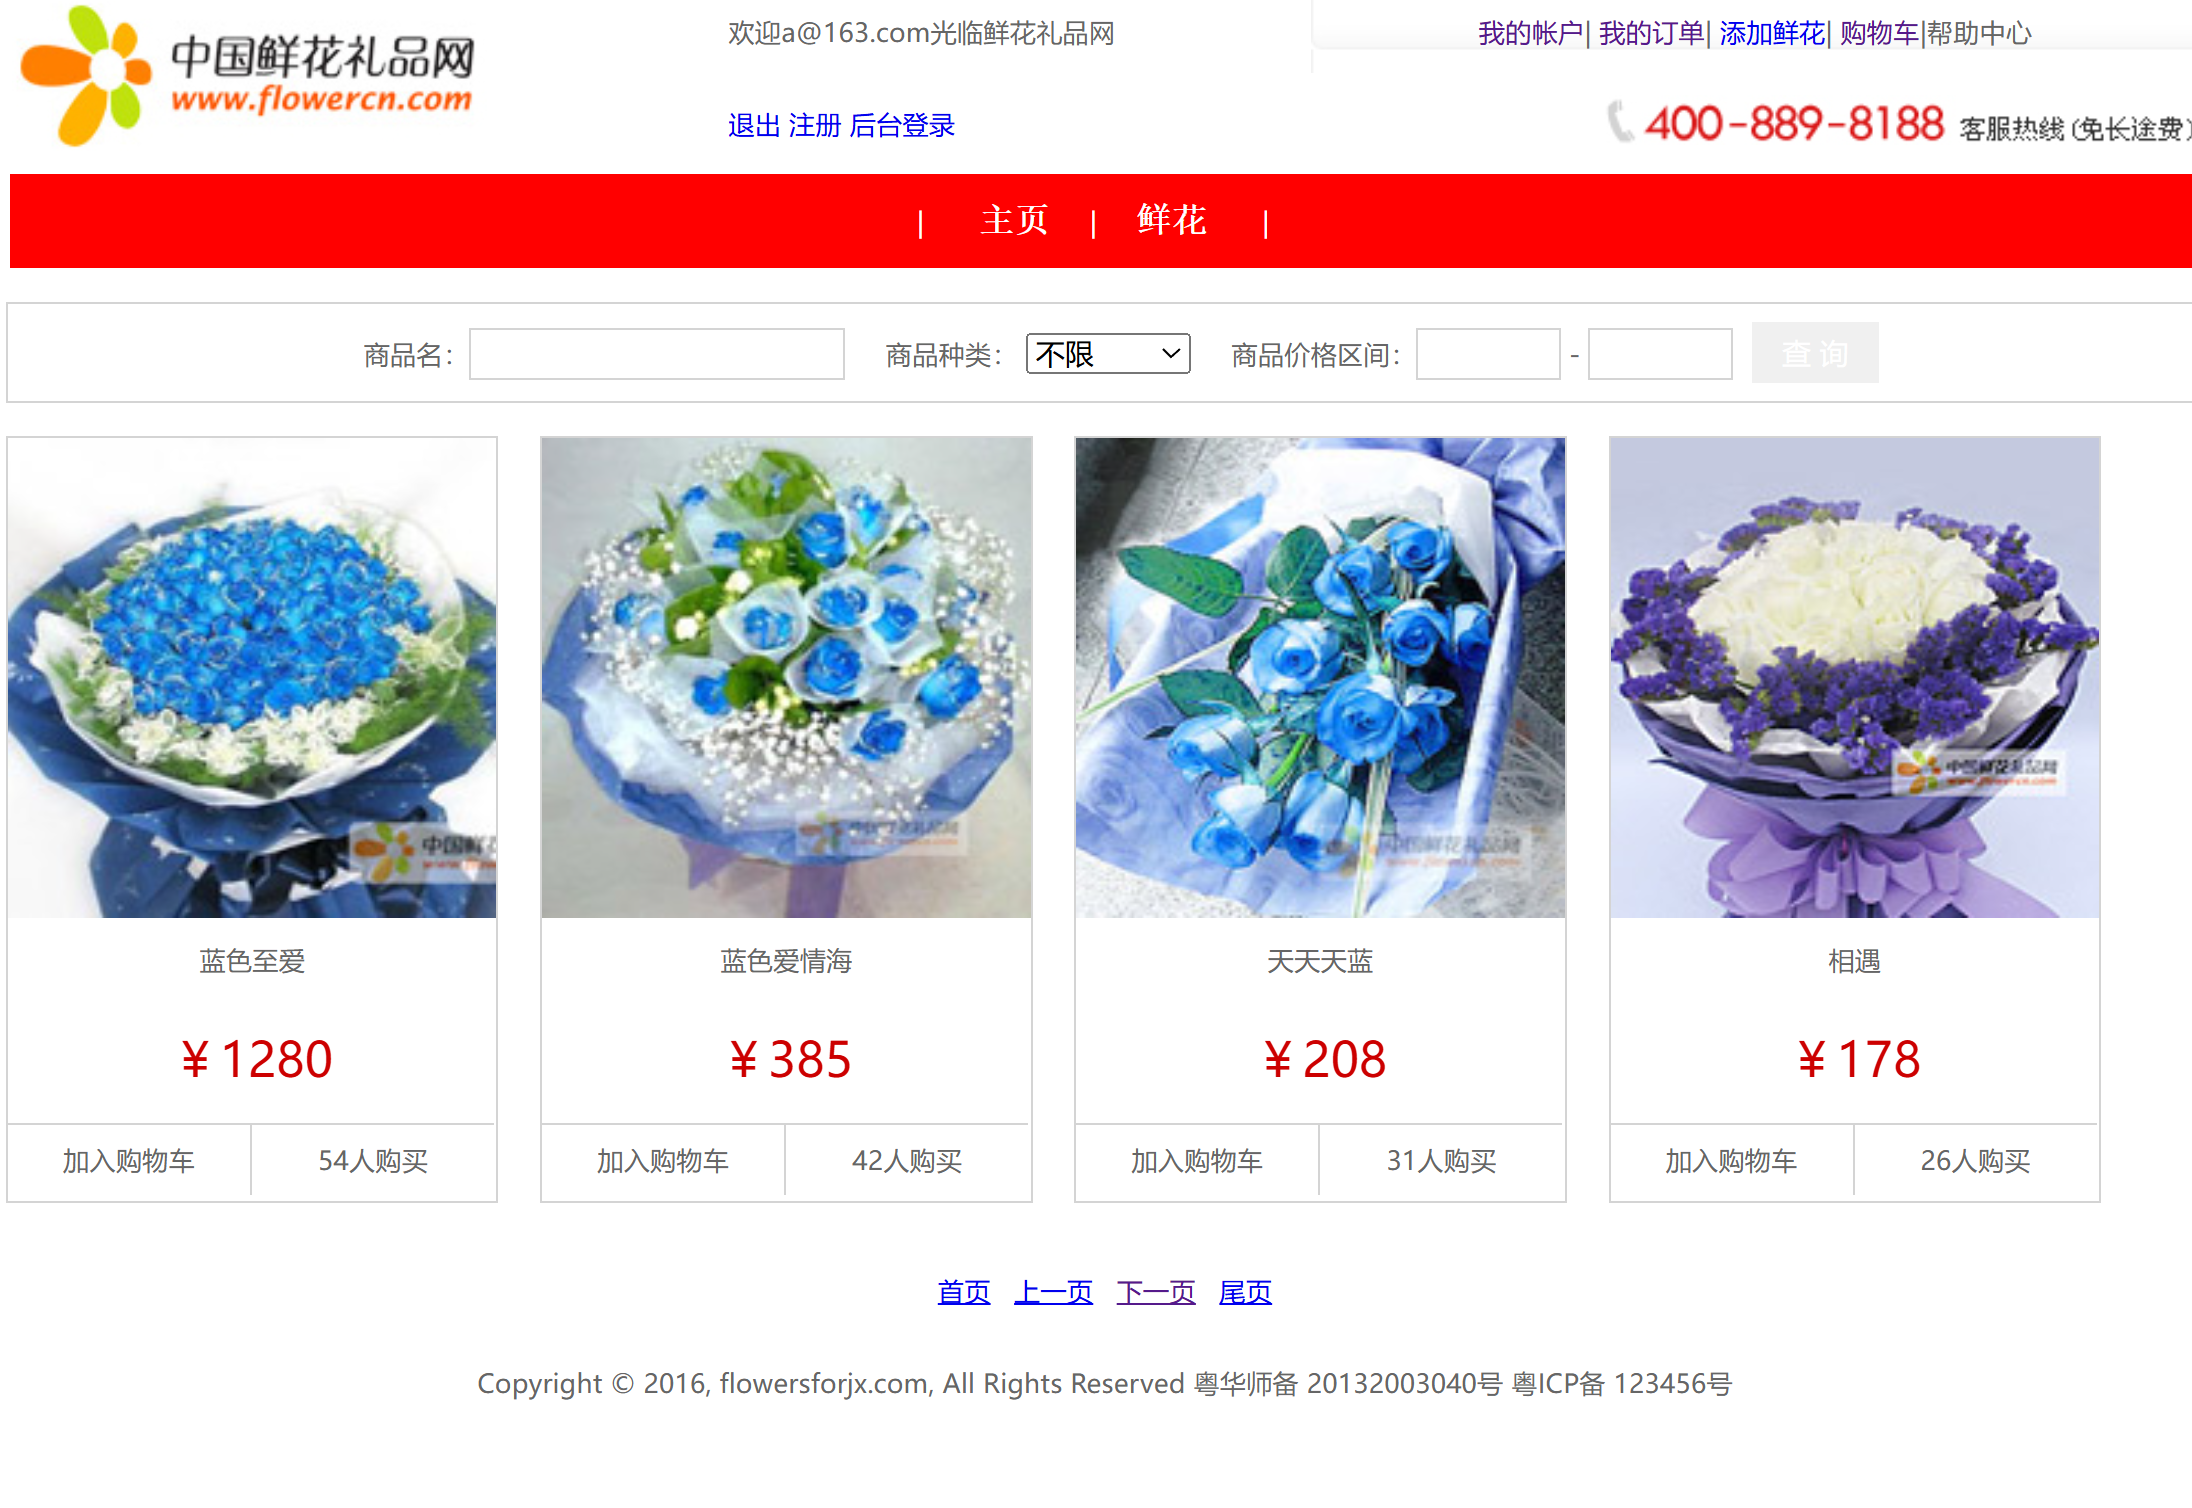 中国鲜花礼品网
www.flowercn.com
欢迎a@163.com光临鲜花礼品网
我的帐户| 我的订单| 添加鲜花| 购物车|帮助中心
退出 注册 后台登录
400-889-8188 客服热线(免长途费)
| 主页 | 鲜花 |
商品名： 商品种类： 不限 商品价格区间： - 查 询
蓝色至爱
¥ 1280
加入购物车 54人购买
蓝色爱情海
¥ 385
加入购物车 42人购买
天天天蓝
¥ 208
加入购物车 31人购买
相遇
¥ 178
加入购物车 26人购买
首页 上一页 下一页 尾页
Copyright © 2016, flowersforjx.com, All Rights Reserved 粤华师备 20132003040号 粤ICP备 123456号